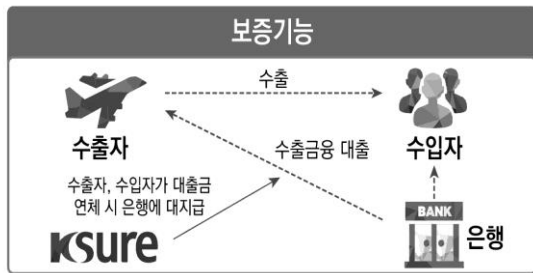 보증기능
수출
수출자
수출금융 대출
수입자
수출자, 수입자가 대출금
연체 시 은행에 대지급
BANK
ksure
은행